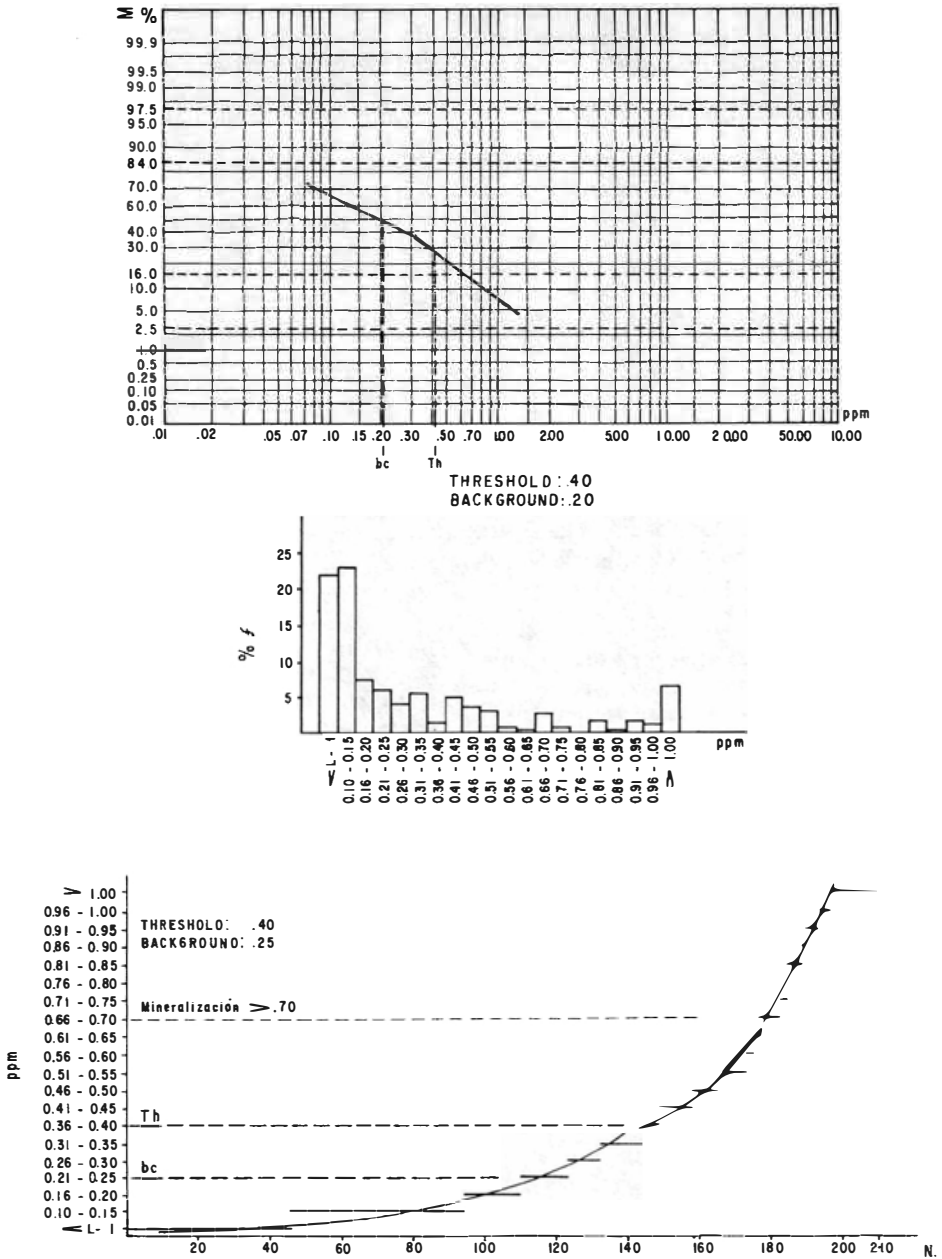 Σ %
99.9
99.5
99.0
97.5
95.0
90.0
84.0
70.0
60.0
40.0
30.0
16.0
10.0
5.0
2.5
1.0
0.5
0.25
0.10
0.05
0.01
ppm
.01 .02 .05 .07 .10 .15 .20 .30 .50 .70 1.00 2.00 5.00 10.00 20.00 50.00 10.00
bc Th
THRESHOLD: .40
BACKGROUND: .20
25
20
15
10
5
% f
< L - 1
0.10 - 0.15
0.16 - 0.20
0.21 - 0.25
0.26 - 0.30
0.31 - 0.35
0.36 - 0.40
0.41 - 0.45
0.46 - 0.50
0.51 - 0.55
0.56 - 0.60
0.61 - 0.65
0.66 - 0.70
0.71 - 0.75
0.76 - 0.80
0.81 - 0.85
0.86 - 0.90
0.91 - 0.95
0.96 - 1.00
> 1.00
ppm
> 1.00
0.96 - 1.00
0.91 - 0.95
0.86 - 0.90
0.81 - 0.85
0.76 - 0.80
0.71 - 0.75
0.66 - 0.70
0.61 - 0.65
0.56 - 0.60
0.51 - 0.55
0.46 - 0.50
0.41 - 0.45
0.36 - 0.40
0.31 - 0.35
0.26 - 0.30
0.21 - 0.25
0.16 - 0.20
0.10 - 0.15
< L - 1
ppm
THRESHOLD: .40
BACKGROUND: .25
Mineralización > .70
Th
bc
20 40 60 80 100 120 140 160 180 200 210 N.